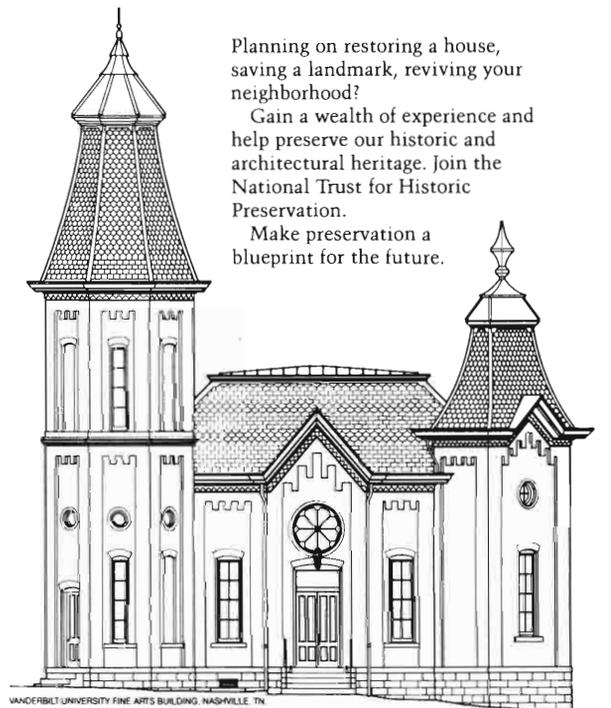 Planning on restoring a house,
saving a landmark, reviving your
neighborhood?
Gain a wealth of experience and
help preserve our historic and
architectural heritage. Join the
National Trust for Historic
Preservation.
Make preservation a
blueprint for the future.
VANDERBILT UNIVERSITY FINE ARTS BUILDING, NASHVILLE, TN.